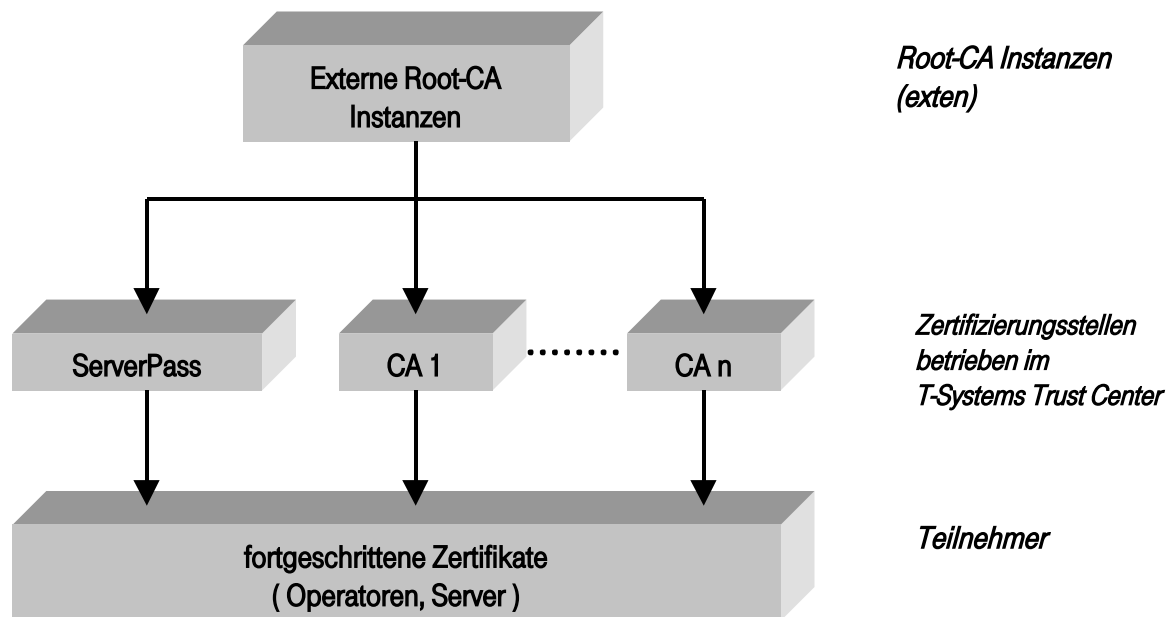 Externe Root-CA
Instanzen
Root-CA Instanzen
(exten)
ServerPass
CA 1
CA n
Zertifizierungsstellen
betrieben im
T-Systems Trust Center
fortgeschrittene Zertifikate
( Operatoren, Server )
Teilnehmer